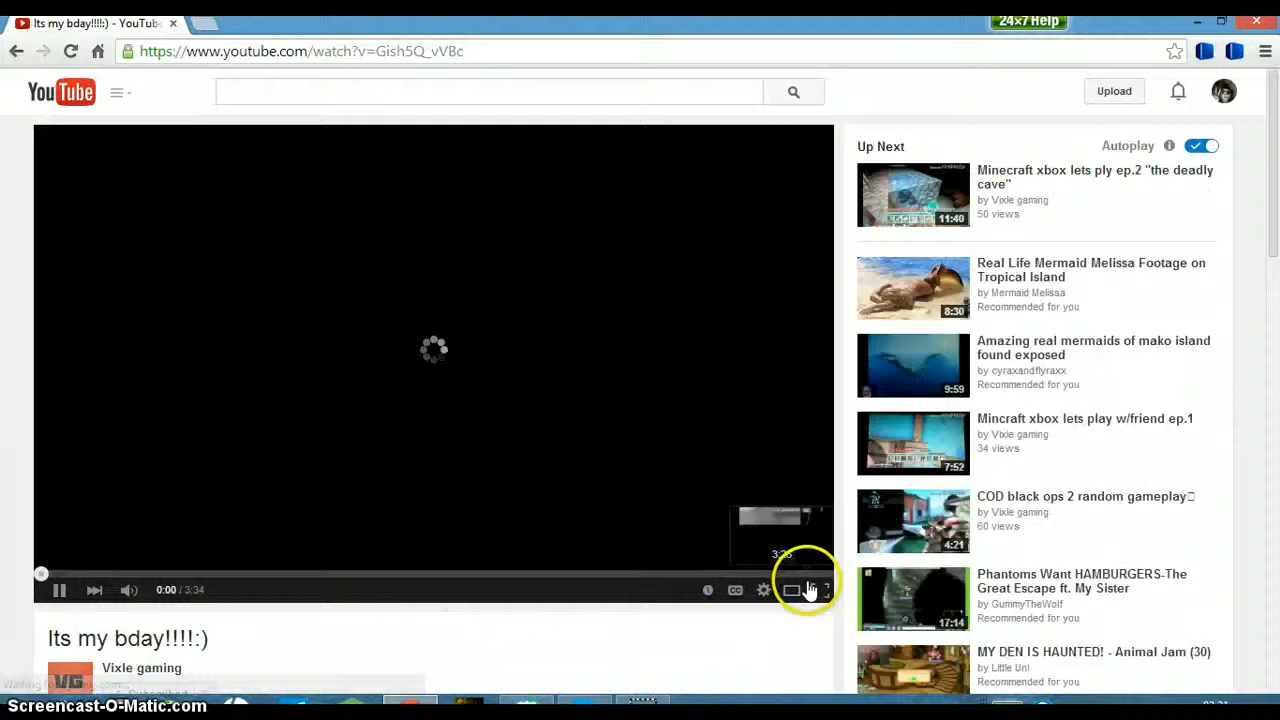 Its my bday!!!!:) - YouTube
24x7 Help
https://www.youtube.com/watch?v=Gish5Q_vVBc
YouTube
Upload
Up Next
Autoplay
Minecraft xbox lets ply ep.2 "the deadly
cave"
by Vixle gaming
50 views
11:40
Real Life Mermaid Melissa Footage on
Tropical Island
by Mermaid Melissa
Recommended for you
8:30
Amazing real mermaids of mako island
found exposed
by cyraxandflyraxx
Recommended for you
9:59
Mincraft xbox lets play w/friend ep.1
by Vixle gaming
34 views
7:52
COD black ops 2 random gameplay
by Vixle gaming
60 views
4:21
Phantoms Want HAMBURGERS-The
Great Escape ft. My Sister
by GummyTheWolf
Recommended for you
17:14
MY DEN IS HAUNTED! - Animal Jam (30)
by Little Uni
Recommended for you
0:00 / 3:34
Its my bday!!!!:)
Vixle gaming
VG
Subscribed
Screencast-O-Matic.com